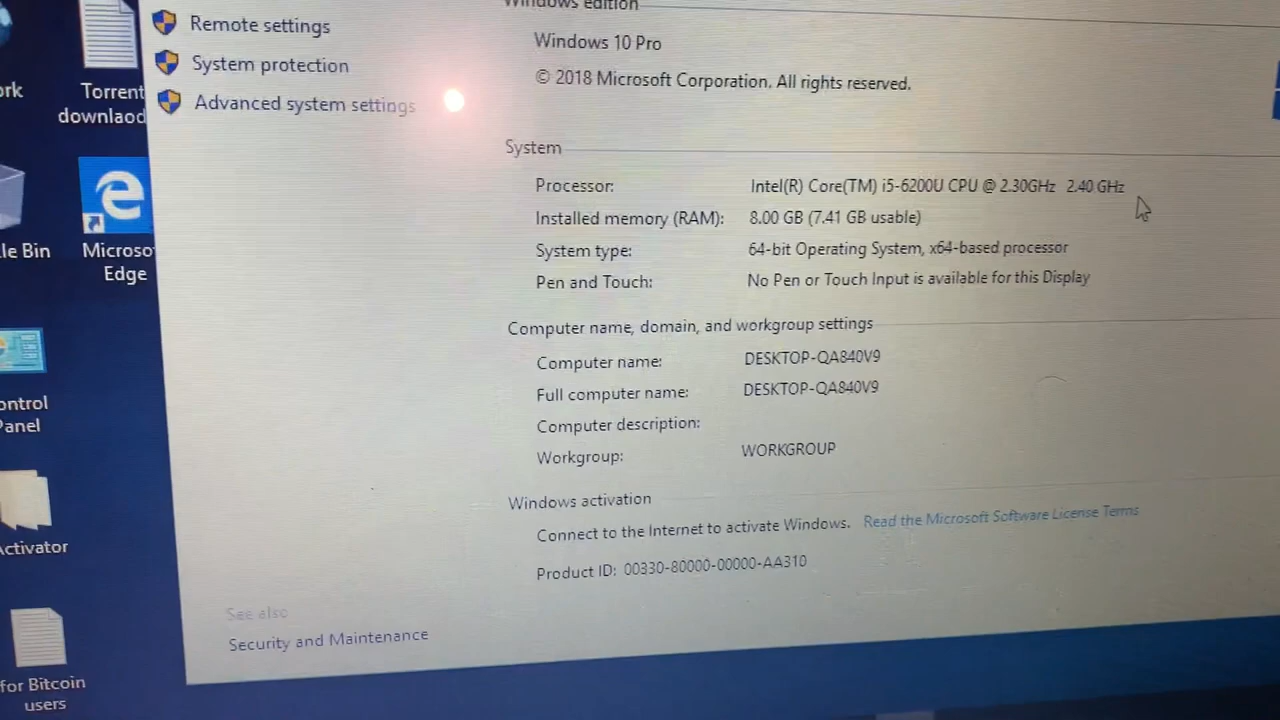 Windows edition
Remote settings
System protection
Advanced system settings
Windows 10 Pro
© 2018 Microsoft Corporation. All rights reserved.
System
Processor: Intel(R) Core(TM) i5-6200U CPU @ 2.30GHz 2.40 GHz
Installed memory (RAM): 8.00 GB (7.41 GB usable)
System type: 64-bit Operating System, x64-based processor
Pen and Touch: No Pen or Touch Input is available for this Display
Computer name, domain, and workgroup settings
Computer name: DESKTOP-QA840V9
Full computer name: DESKTOP-QA840V9
Computer description:
Workgroup: WORKGROUP
Windows activation
Connect to the Internet to activate Windows. Read the Microsoft Software License Terms
Product ID: 00330-80000-00000-AA310
See also
Security and Maintenance
ork
Torrent
downlaod
le Bin
Microso
Edge
ontrol
Panel
Activator
for Bitcoin
users